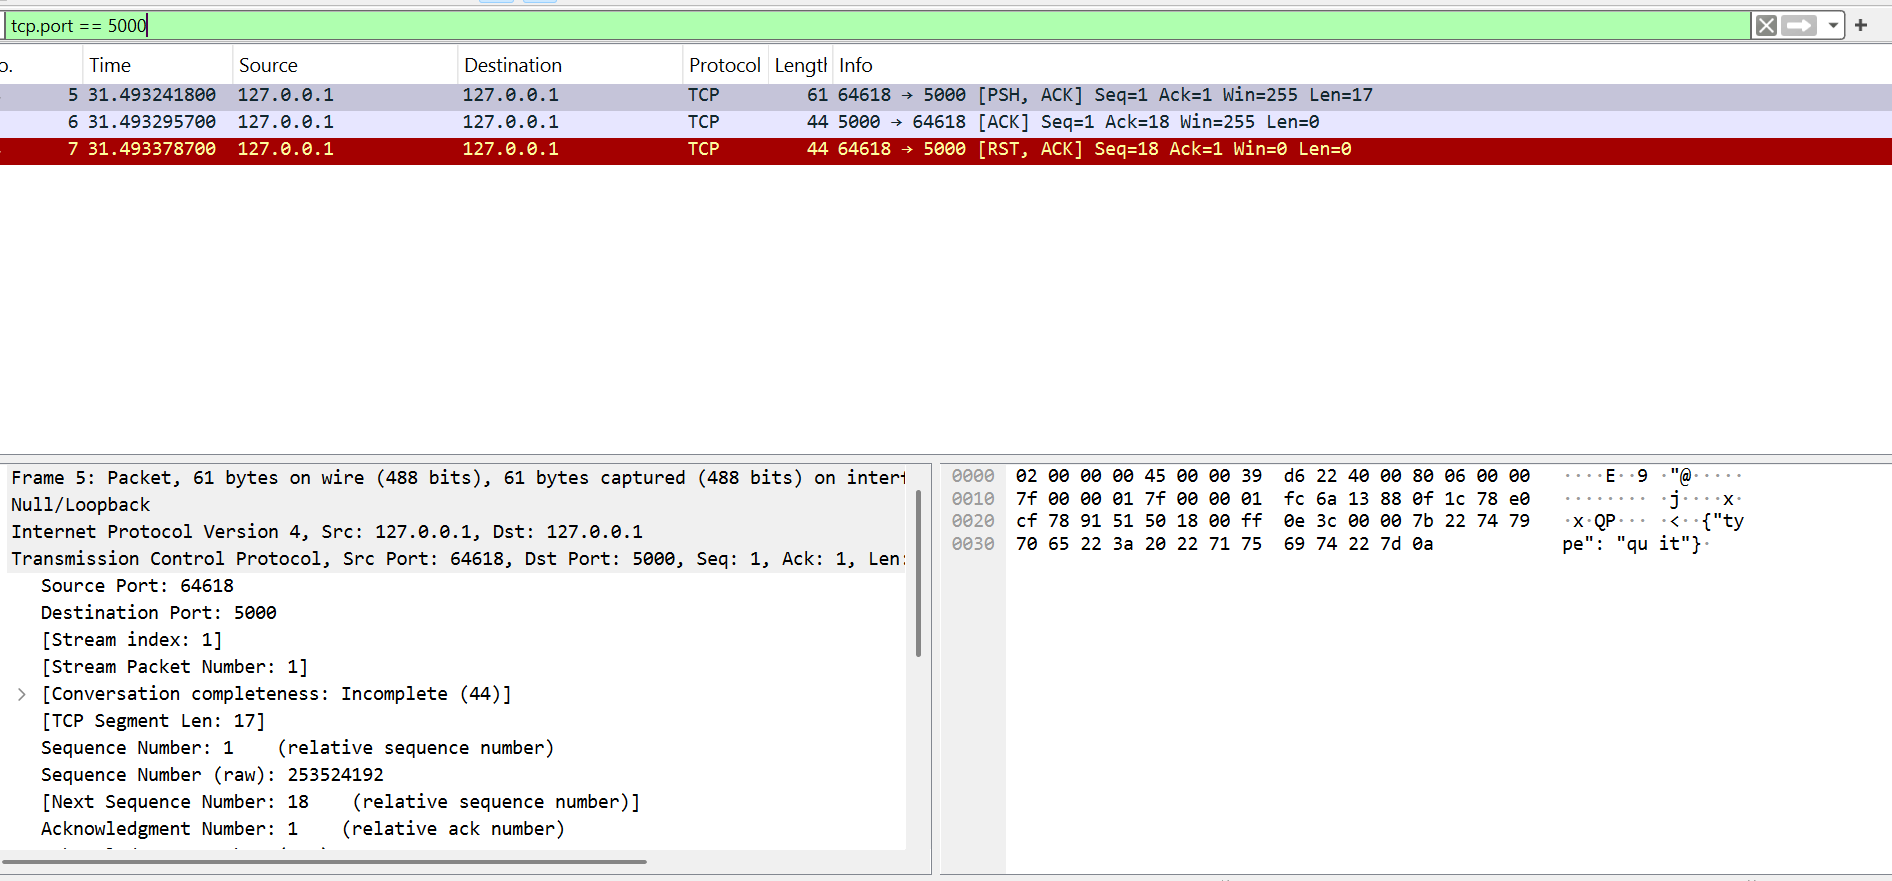 tcp.port == 5000
o. Time Source Destination Protocol Length Info
5 31.493241800 127.0.0.1 127.0.0.1 TCP 61 64618 → 5000 [PSH, ACK] Seq=1 Ack=1 Win=255 Len=17
6 31.493295700 127.0.0.1 127.0.0.1 TCP 44 5000 → 64618 [ACK] Seq=1 Ack=18 Win=255 Len=0
7 31.493378700 127.0.0.1 127.0.0.1 TCP 44 64618 → 5000 [RST, ACK] Seq=18 Ack=1 Win=0 Len=0
Frame 5: Packet, 61 bytes on wire (488 bits), 61 bytes captured (488 bits) on interf
Null/Loopback
Internet Protocol Version 4, Src: 127.0.0.1, Dst: 127.0.0.1
Transmission Control Protocol, Src Port: 64618, Dst Port: 5000, Seq: 1, Ack: 1, Len:
Source Port: 64618
Destination Port: 5000
[Stream index: 1]
[Stream Packet Number: 1]
[Conversation completeness: Incomplete (44)]
[TCP Segment Len: 17]
Sequence Number: 1    (relative sequence number)
Sequence Number (raw): 253524192
[Next Sequence Number: 18    (relative sequence number)]
Acknowledgment Number: 1    (relative ack number)
0000 02 00 00 00 45 00 00 39 d6 22 40 00 80 06 00 00 ····E··9 ·"@·····
0010 7f 00 00 01 7f 00 00 01 fc 6a 13 88 0f 1c 78 e0 ········ ·j····x·
0020 cf 78 91 51 50 18 00 ff 0e 3c 00 00 7b 22 74 79 ·x·QP··· ·<··{"ty
0030 70 65 22 3a 20 22 71 75 69 74 22 7d 0a pe": "qu it"}·